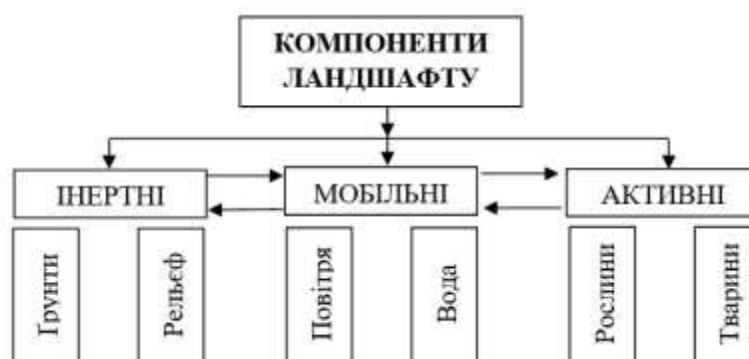 КОМПОНЕНТИ
ЛАНДШАФТУ
ІНЕРТНІ
МОБІЛЬНІ
АКТИВНІ
Ґрунти
Рельєф
Повітря
Вода
Рослини
Тварини